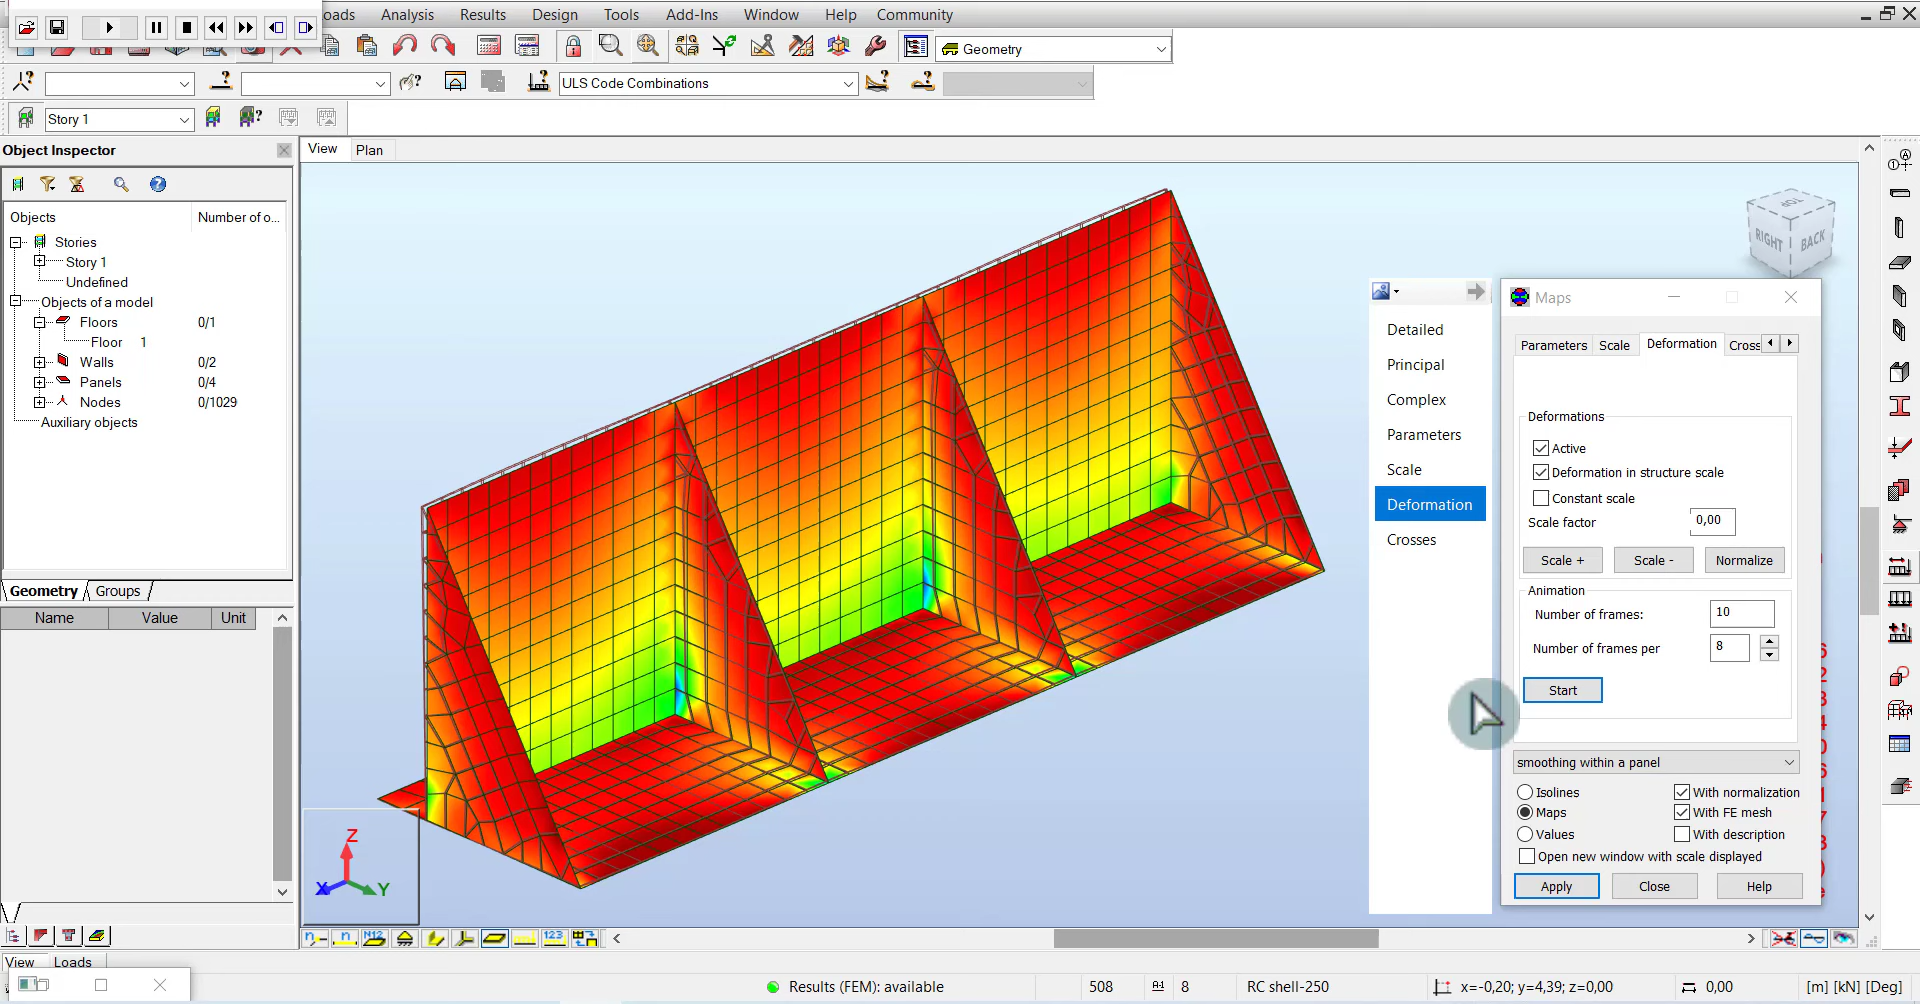 oads Analysis Results Design Tools Add-Ins Window Help Community
Geometry
ULS Code Combinations
Story 1
Object Inspector
View Plan
TOP
RIGHT BACK
Objects Number of o...
Stories
Story 1
Undefined
Objects of a model
Floors 0/1
Floor 1
Walls 0/2
Panels 0/4
Nodes 0/1029
Auxiliary objects
Geometry Groups
Name Value Unit
Detailed
Principal
Complex
Parameters
Scale
Deformation
Crosses
Maps
Parameters Scale Deformation Cross
Deformations
Active
Deformation in structure scale
Constant scale
Scale factor 0,00
Scale + Scale - Normalize
Animation
Number of frames: 10
Number of frames per 8
Start
smoothing within a panel
Isolines With normalization
Maps With FE mesh
Values With description
Open new window with scale displayed
Apply Close Help
Z
X Y
View Loads
Results (FEM): available 508 8 RC shell-250 x=-0,20; y=4,39; z=0,00 0,00 [m] [kN] [Deg]